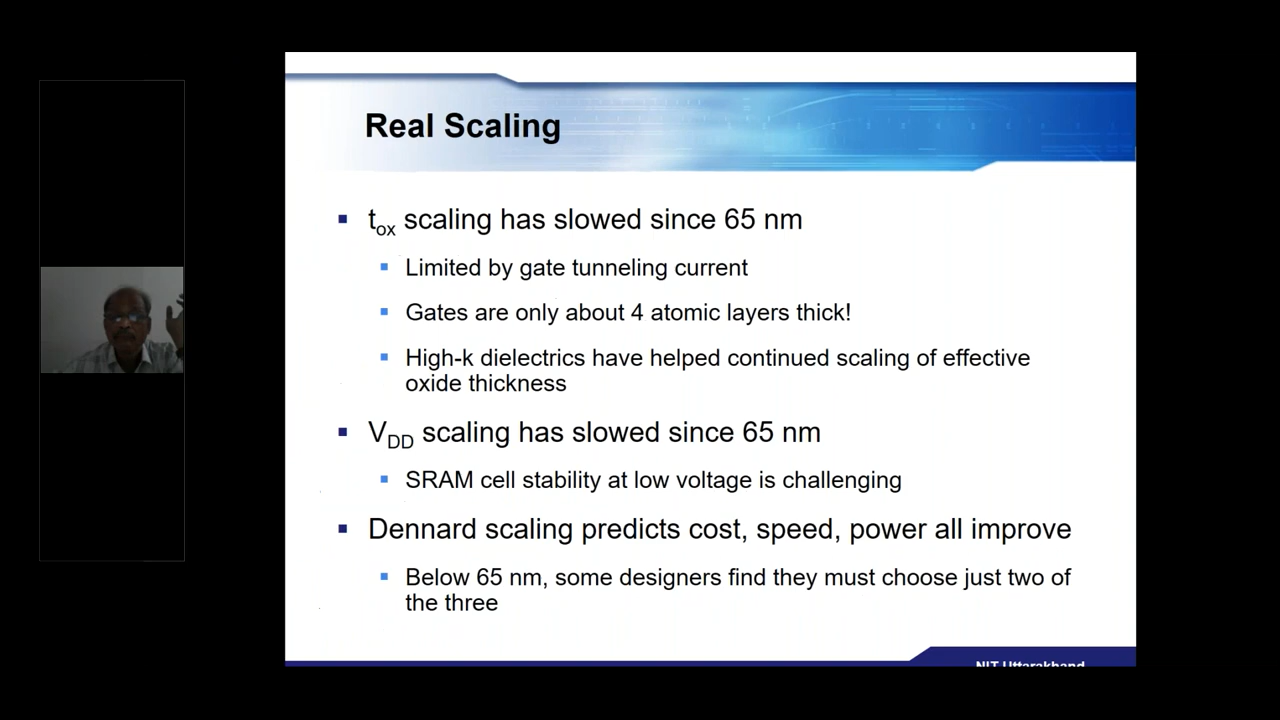 Real Scaling
tox scaling has slowed since 65 nm
Limited by gate tunneling current
Gates are only about 4 atomic layers thick!
High-k dielectrics have helped continued scaling of effective
oxide thickness
VDD scaling has slowed since 65 nm
SRAM cell stability at low voltage is challenging
Dennard scaling predicts cost, speed, power all improve
Below 65 nm, some designers find they must choose just two of
the three
NIT Uttarakhand